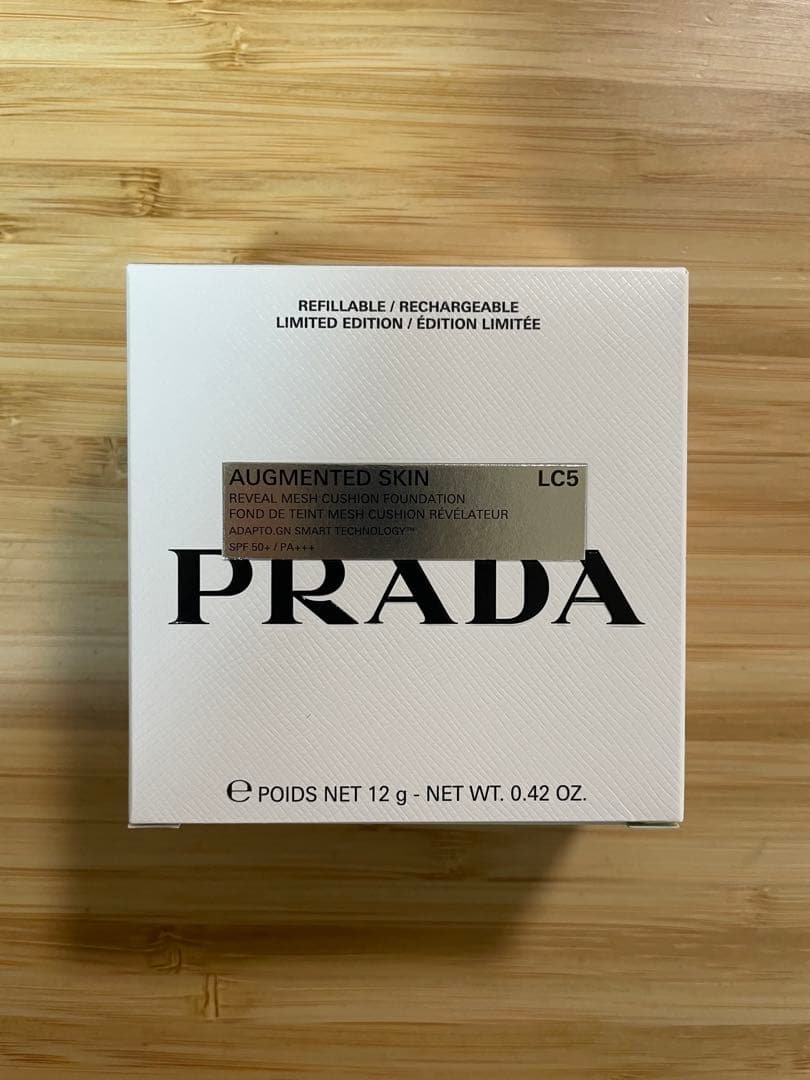 REFILLABLE / RECHARGEABLE
LIMITED EDITION / ÉDITION LIMITÉE
AUGMENTED SKIN LC5
REVEAL MESH CUSHION FOUNDATION
FOND DE TEINT MESH CUSHION RÉVÉLATEUR
ADAPTO.GN SMART TECHNOLOGY™
SPF 50+ / PA+++
PRADA
℮ POIDS NET 12 g - NET WT. 0.42 OZ.